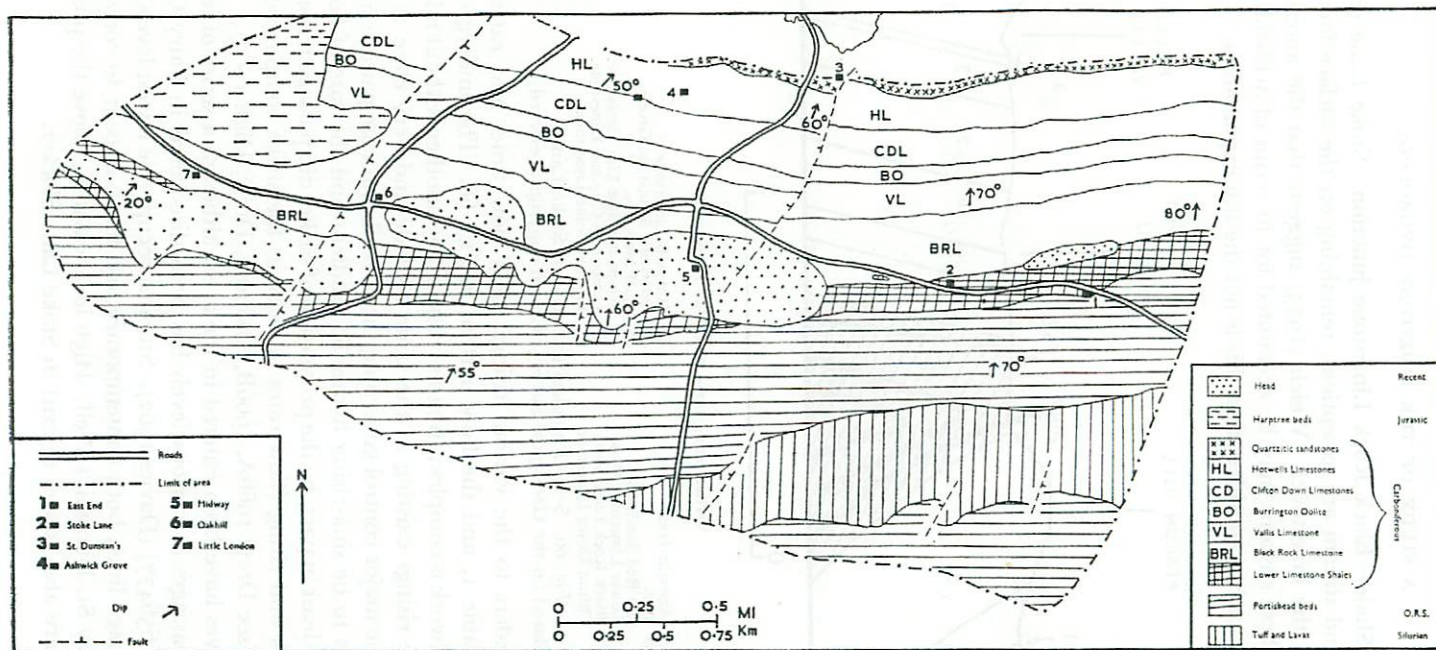 CDL
BO
VL
HL
50°
4
3
60°
HL
CDL
BO
VL
CDL
BO
VL
70°
80°
7
20°
BRL
6
BRL
BRL
5
2
1
60°
55°
70°
Roads
Limit of area
1 East End
2 Stoke Lane
3 St. Dunstan's
4 Ashwick Grove
5 Midway
6 Oakhill
7 Little London
Dip
Fault
N
0 0·25 0·5 MI
0 0·25 0·5 0·75 Km
Head Recent
Harptree beds Jurassic
Quartzitic sandstones
HL Hotwells Limestones
CD Clifton Down Limestones
BO Burrington Oolite
VL Vallis Limestone
BRL Black Rock Limestone
Lower Limestone Shales
Carboniferous
Portishead beds O.R.S.
Tuff and Lavas Silurian